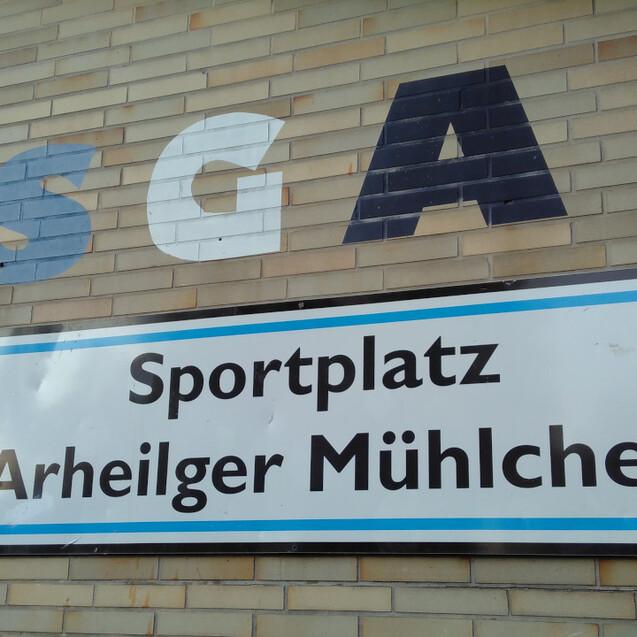 SGA
Sportplatz
Arheilger Mühlche